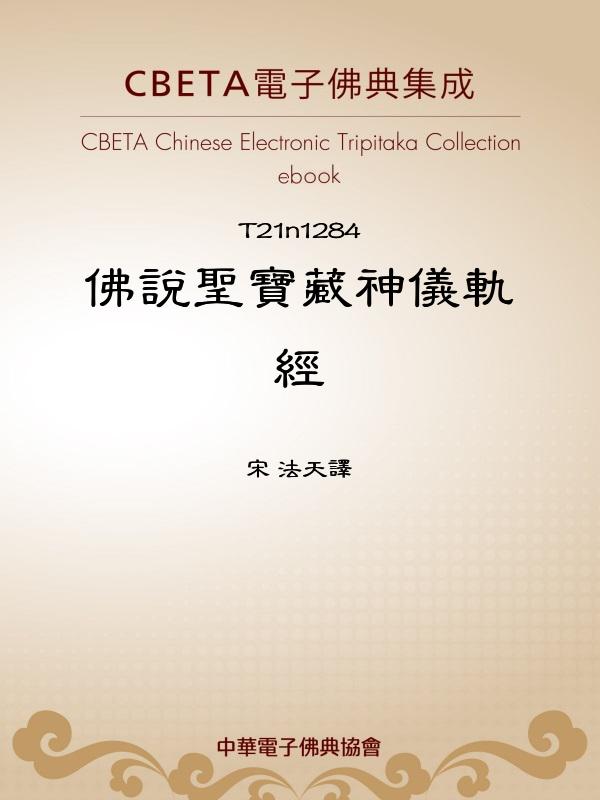 CBETA電子佛典集成
CBETA Chinese Electronic Tripitaka Collection
ebook
T21n1284
佛說聖寶藏神儀軌
經
宋 法天譯
中華電子佛典協會